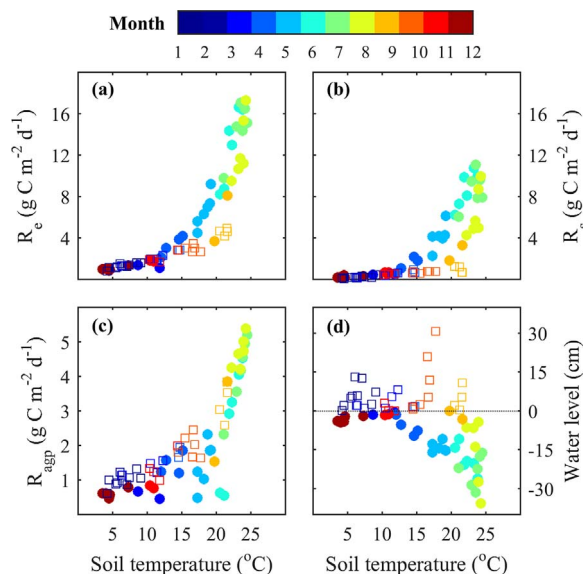 Month
1 2 3 4 5 6 7 8 9 10 11 12
(a)
16
12
8
4
Rₑ (g C m⁻² d⁻¹)
(b)
16
12
8
4
Rₛ (g C m⁻² d⁻¹)
(c)
5
4
3
2
1
R_agp (g C m⁻² d⁻¹)
5 10 15 20 25
Soil temperature (°C)
(d)
30
15
0
-15
-30
Water level (cm)
5 10 15 20 25
Soil temperature (°C)